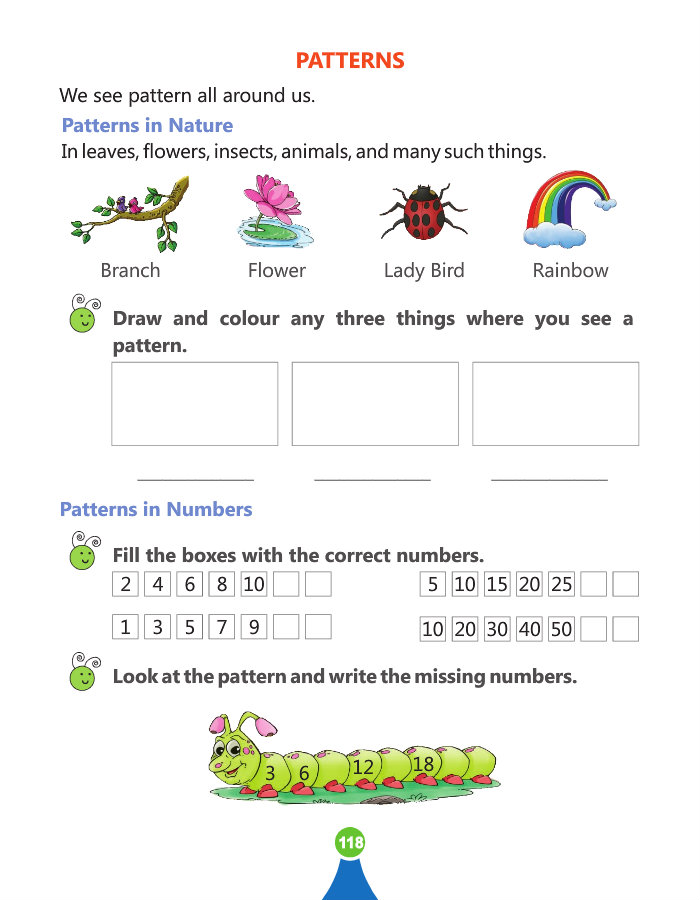 PATTERNS
We see pattern all around us.
Patterns in Nature
In leaves, flowers, insects, animals, and many such things.
Branch Flower Lady Bird Rainbow
Draw and colour any three things where you see a
pattern.
Patterns in Numbers
Fill the boxes with the correct numbers.
2 4 6 8 10
5 10 15 20 25
1 3 5 7 9
10 20 30 40 50
Look at the pattern and write the missing numbers.
3 6 12 18
118